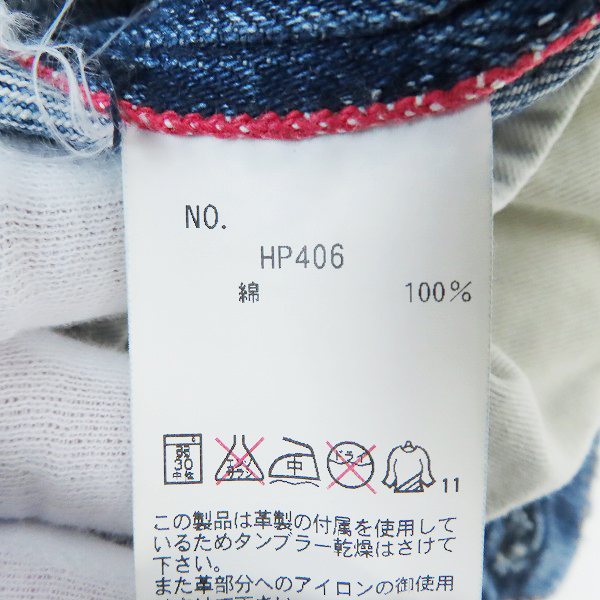 NO.
HP406
綿 100%
弱
30
中性
エンソ
サラシ
中
ドライ
11
この製品は革製の付属を使用して
いるためタンブラー乾燥はさけて
下さい。
また革部分へのアイロンの御使用